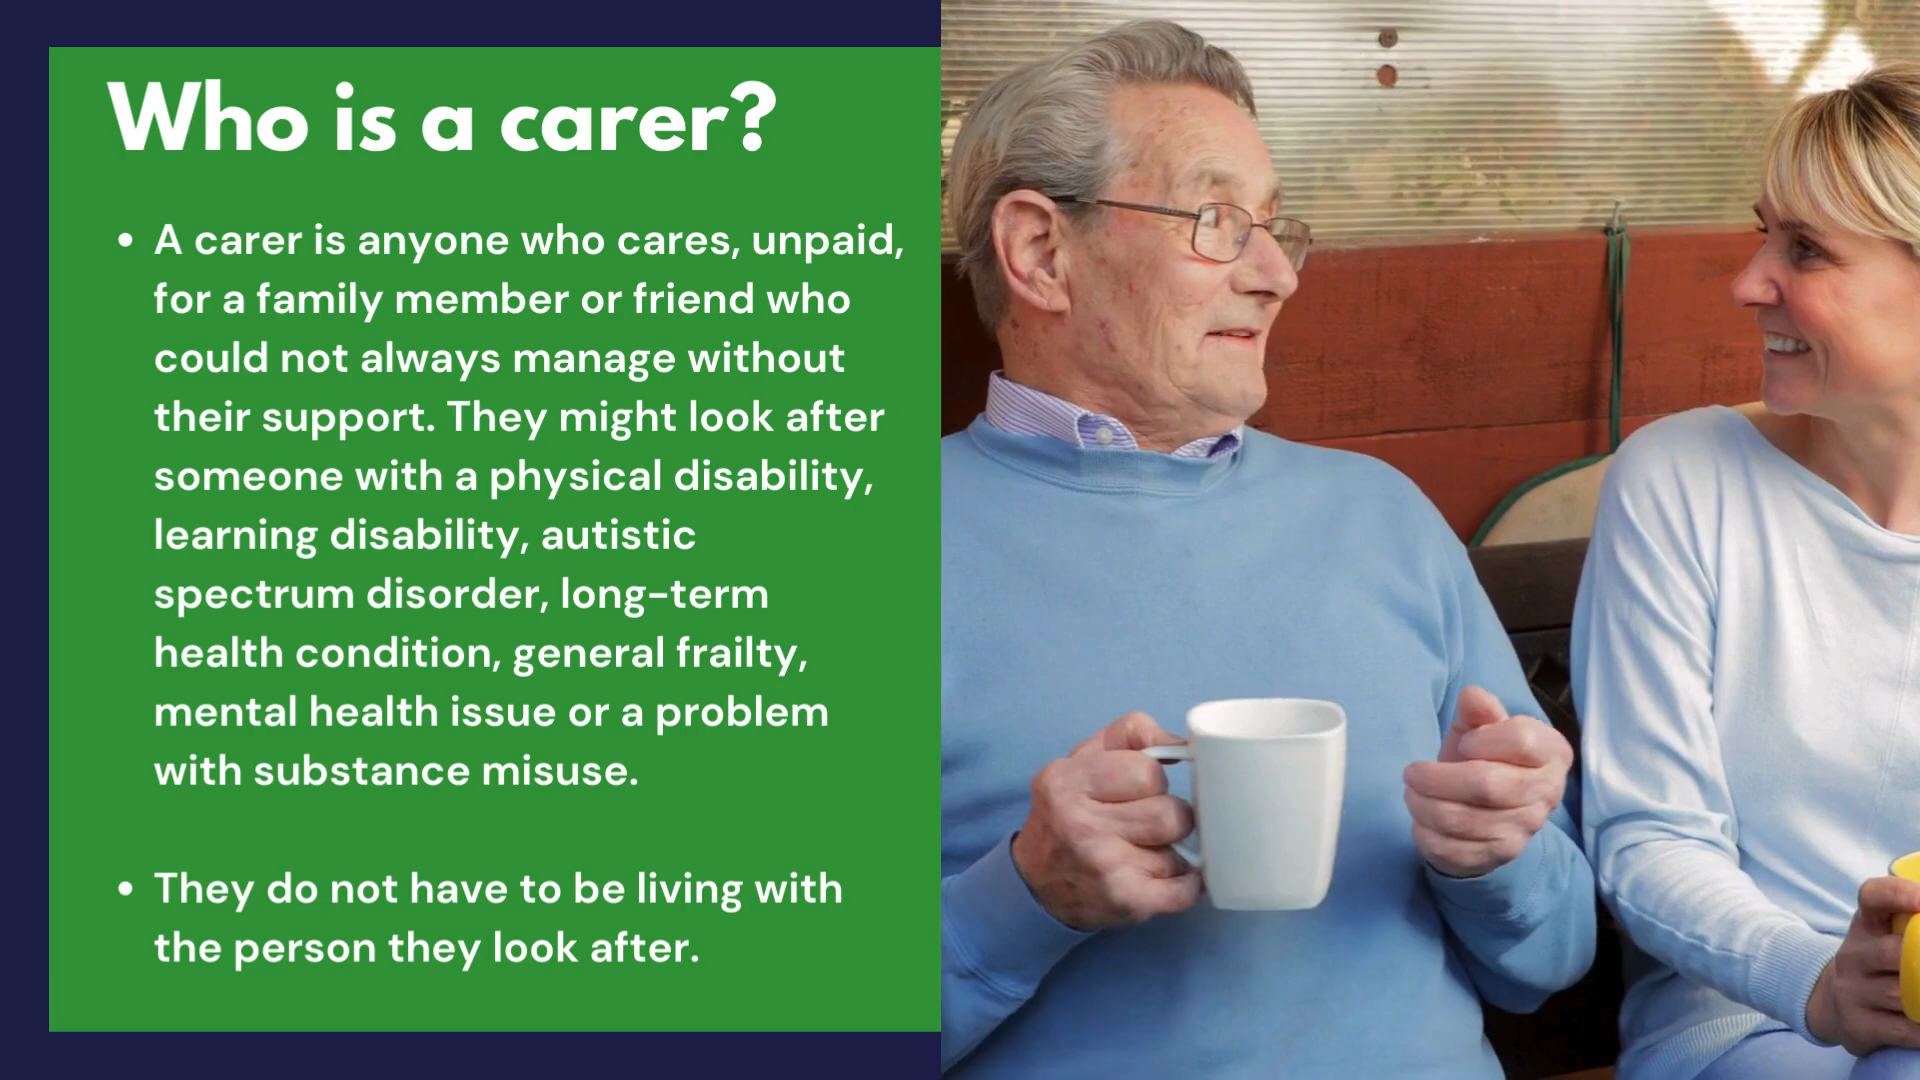 Who is a carer?
• A carer is anyone who cares, unpaid,
for a family member or friend who
could not always manage without
their support. They might look after
someone with a physical disability,
learning disability, autistic
spectrum disorder, long-term
health condition, general frailty,
mental health issue or a problem
with substance misuse.
• They do not have to be living with
the person they look after.